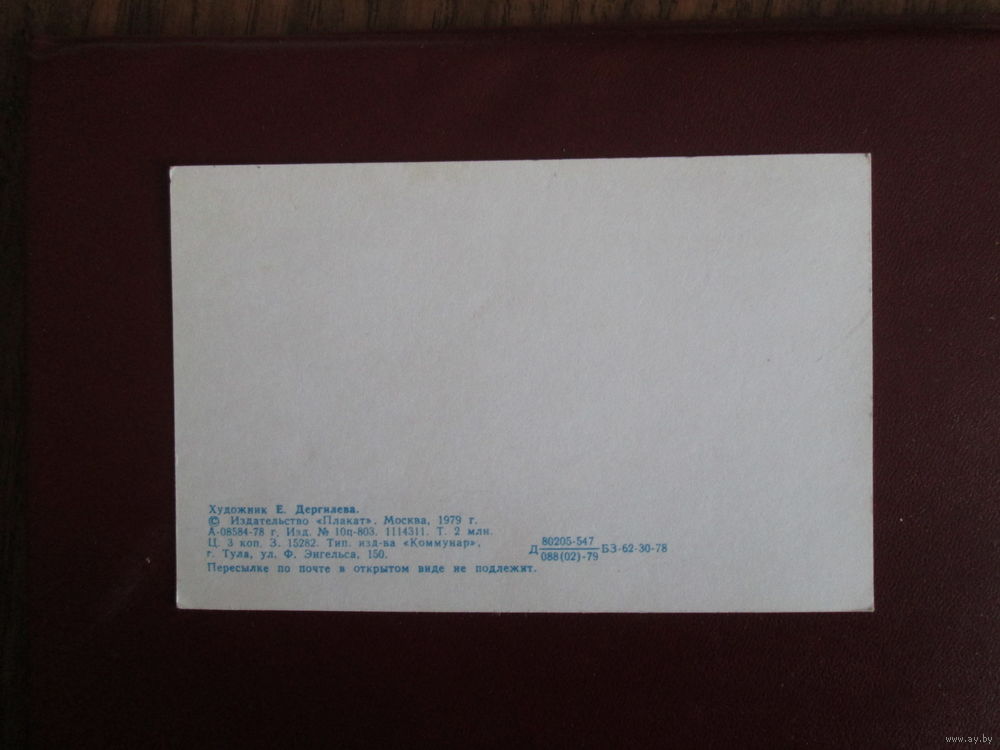 Художник Е. Дергилева.
© Издательство «Плакат». Москва, 1979 г.
А-08584-78 г. Изд. № 10ц-803. 1114311. Т. 2 млн.
Ц. 3 коп. З. 15282. Тип. изд-ва «Коммунар»,
г. Тула, ул. Ф. Энгельса, 150.
Пересылке по почте в открытом виде не подлежит.
80205-547
Д БЗ-62-30-78
088(02)-79
www.ay.by